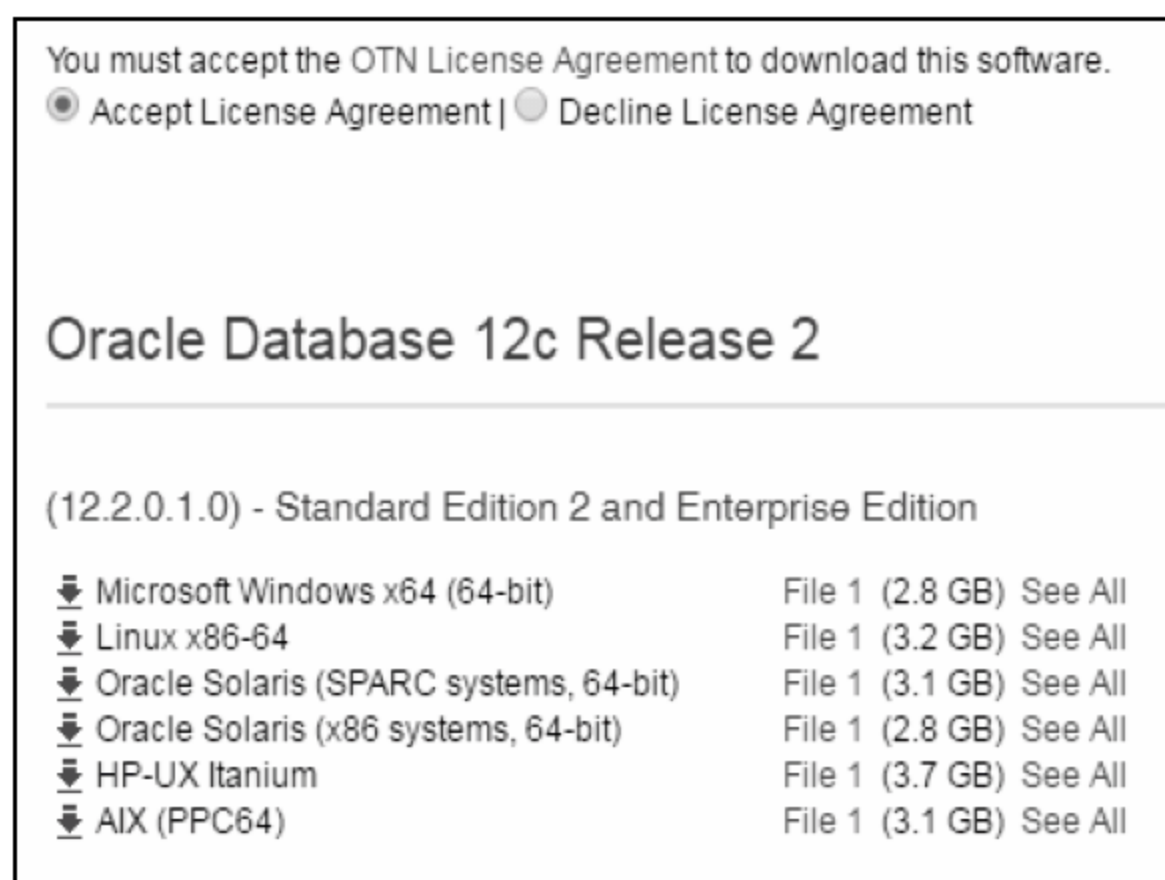 You must accept the OTN License Agreement to download this software.
Accept License Agreement | Decline License Agreement
Oracle Database 12c Release 2
(12.2.0.1.0) - Standard Edition 2 and Enterprise Edition
Microsoft Windows x64 (64-bit) File 1 (2.8 GB) See All
Linux x86-64 File 1 (3.2 GB) See All
Oracle Solaris (SPARC systems, 64-bit) File 1 (3.1 GB) See All
Oracle Solaris (x86 systems, 64-bit) File 1 (2.8 GB) See All
HP-UX Itanium File 1 (3.7 GB) See All
AIX (PPC64) File 1 (3.1 GB) See All